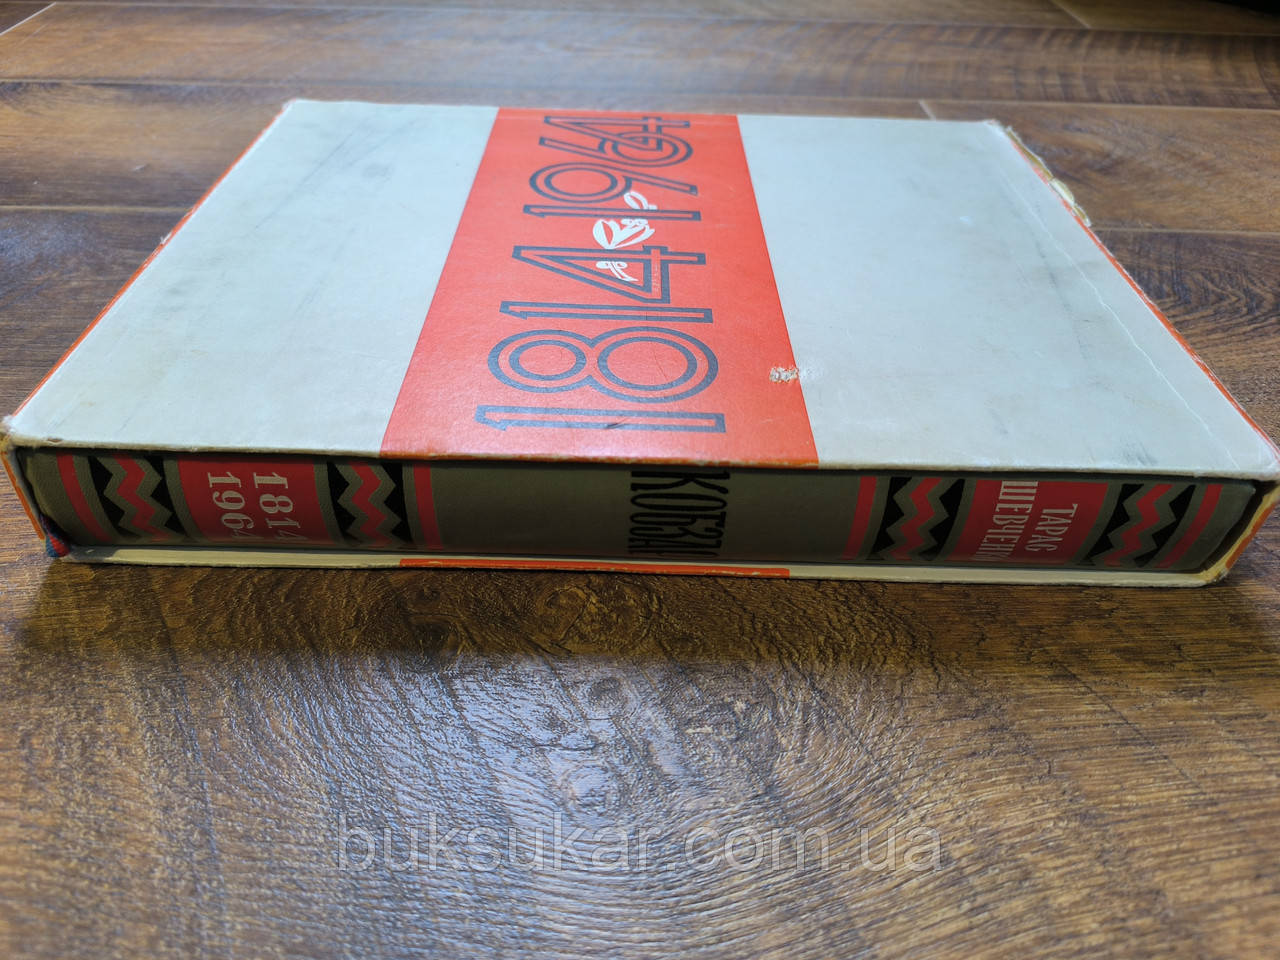 1814 1964
1814
1964
КОБЗАР
ТАРАС
ШЕВЧЕНКО
buksukar.com.ua